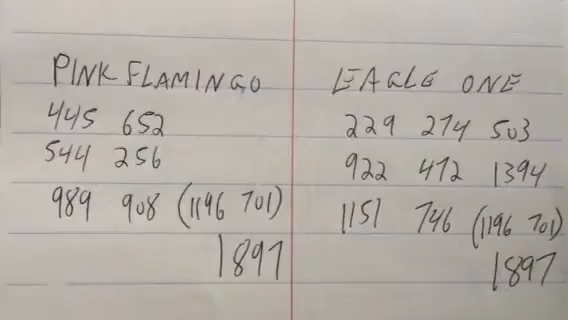 PINK FLAMINGO
445 652
544 256
989 908 (1196 701)
1897
EAGLE ONE
229 274 503
922 472 1394
1151 746 (1196 701)
1897